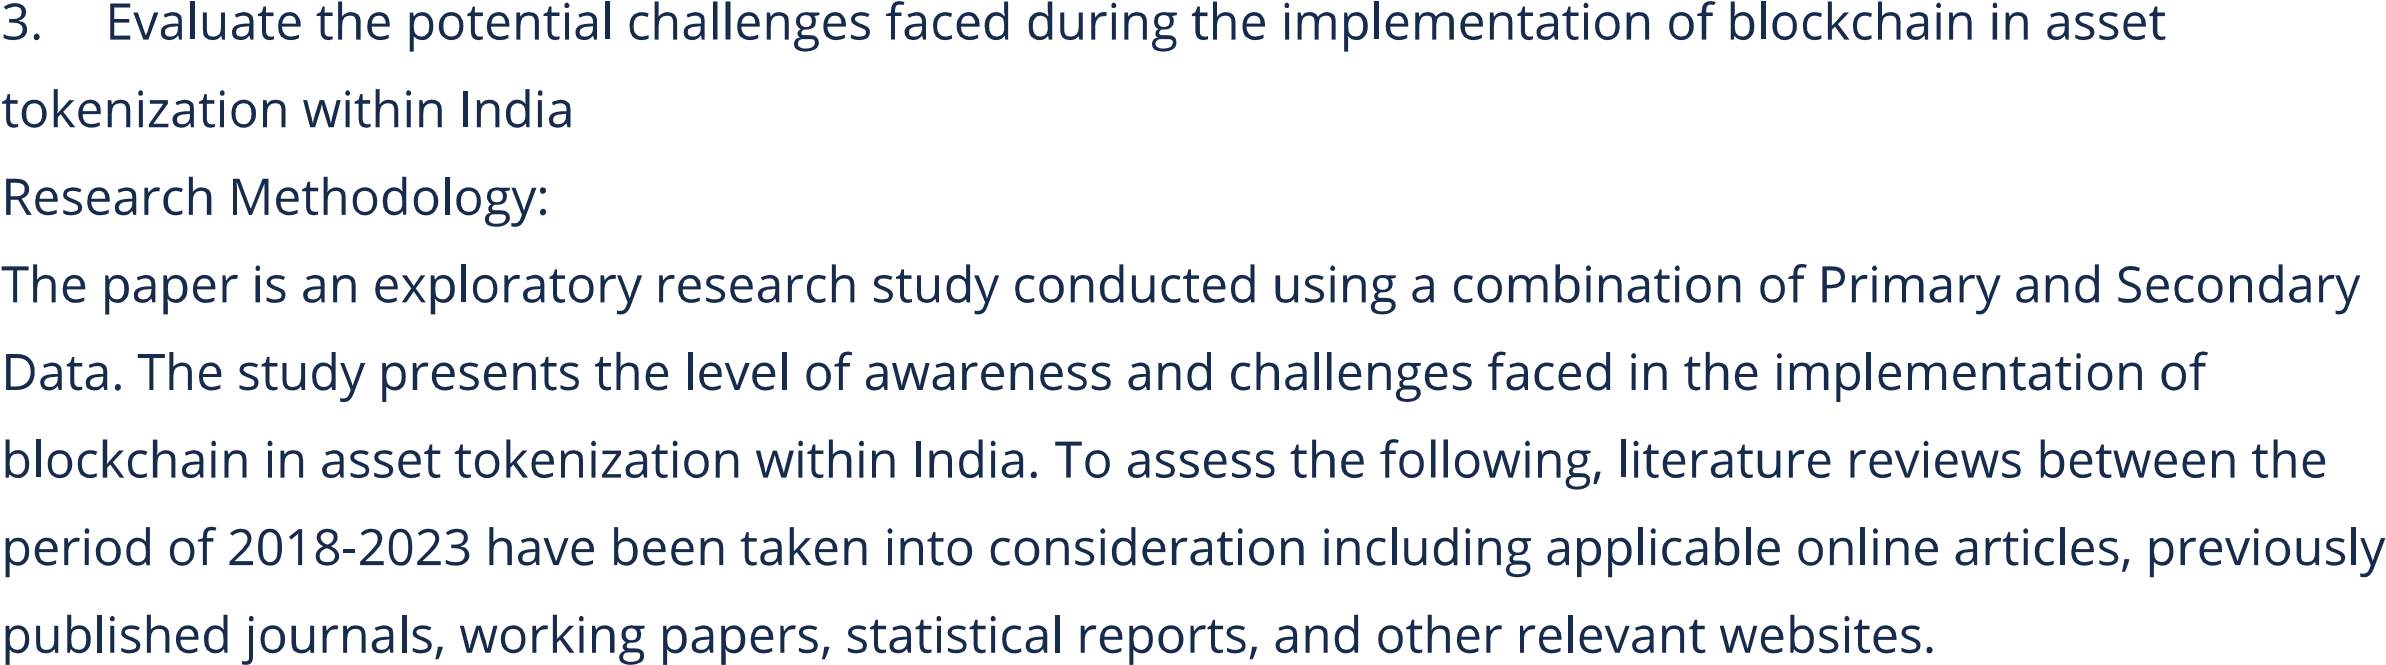 3. Evaluate the potential challenges faced during the implementation of blockchain in asset
tokenization within India
Research Methodology:
The paper is an exploratory research study conducted using a combination of Primary and Secondary
Data. The study presents the level of awareness and challenges faced in the implementation of
blockchain in asset tokenization within India. To assess the following, literature reviews between the
period of 2018-2023 have been taken into consideration including applicable online articles, previously
published journals, working papers, statistical reports, and other relevant websites.